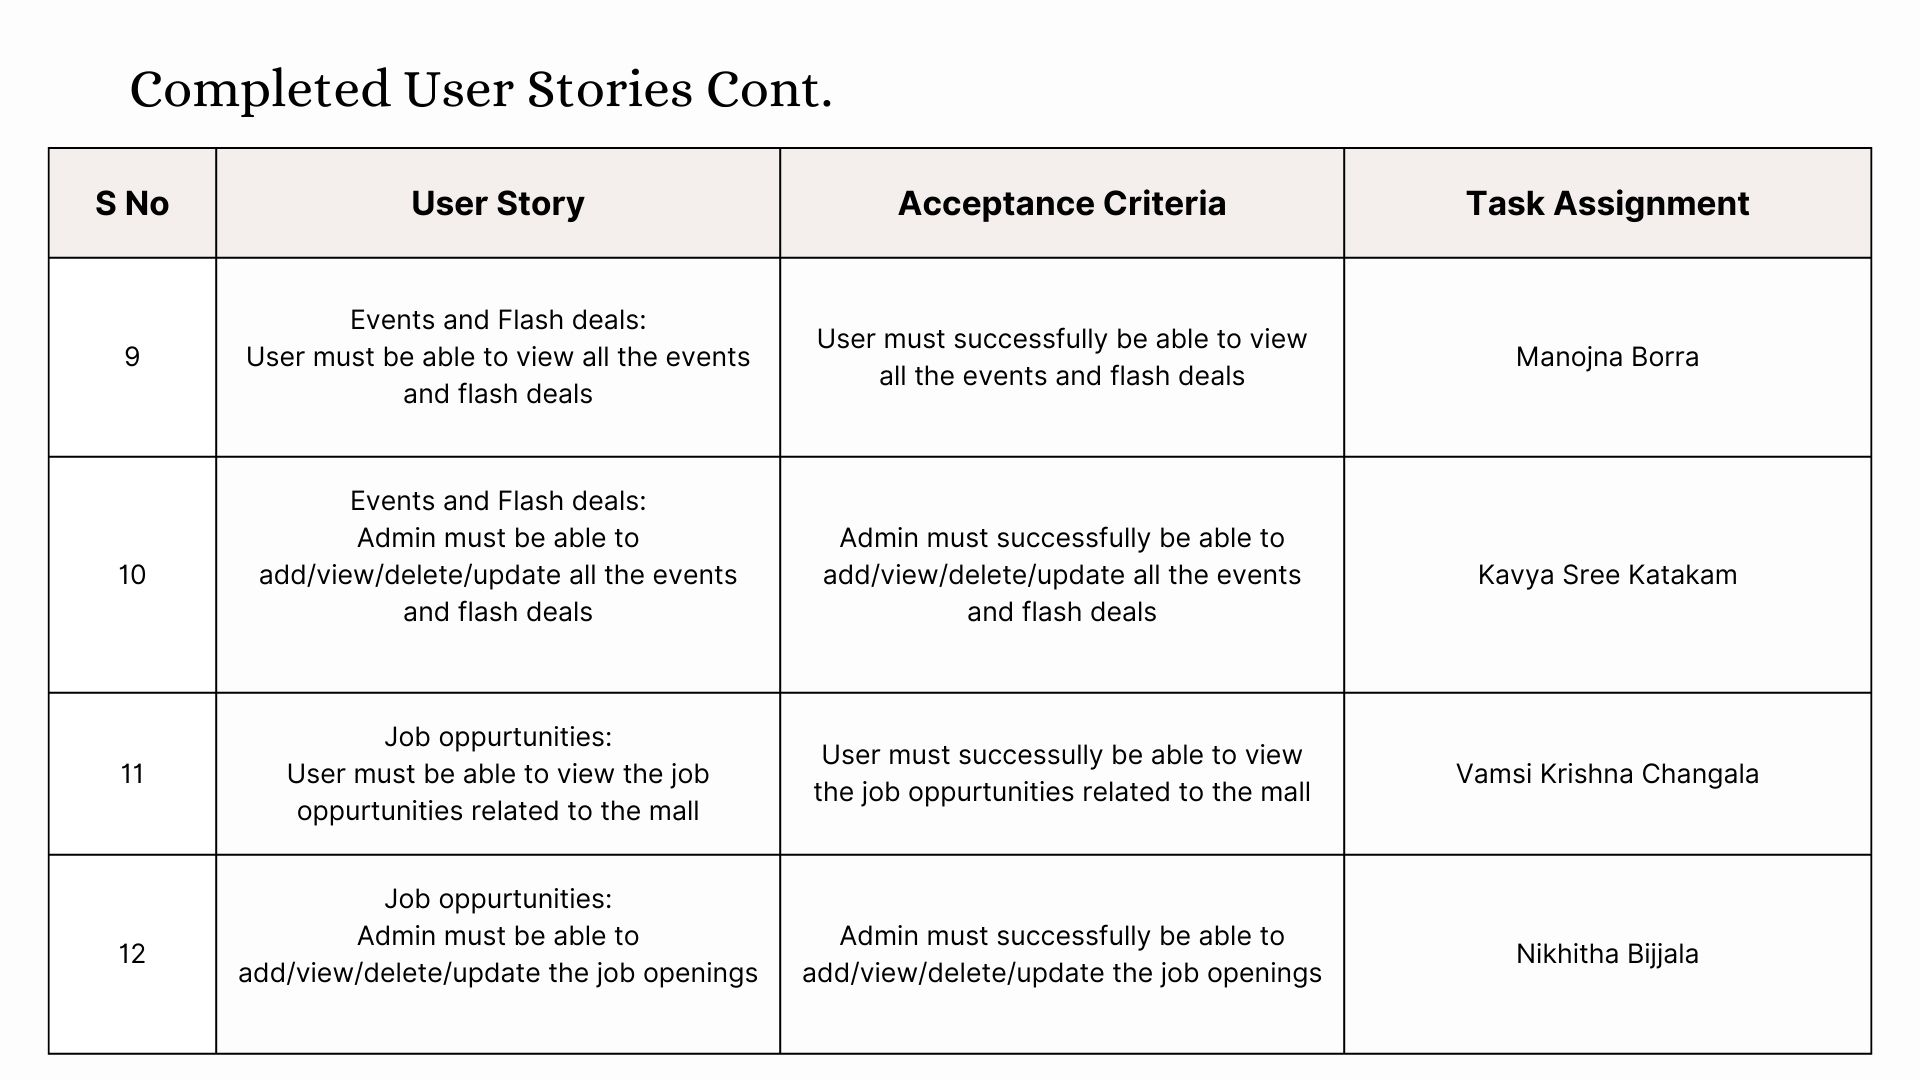 Completed User Stories Cont.
S No
User Story
Acceptance Criteria
Task Assignment
9
Events and Flash deals:
User must be able to view all the events
and flash deals
User must successfully be able to view
all the events and flash deals
Manojna Borra
10
Events and Flash deals:
Admin must be able to
add/view/delete/update all the events
and flash deals
Admin must successfully be able to
add/view/delete/update all the events
and flash deals
Kavya Sree Katakam
11
Job oppurtunities:
User must be able to view the job
oppurtunities related to the mall
User must successully be able to view
the job oppurtunities related to the mall
Vamsi Krishna Changala
12
Job oppurtunities:
Admin must be able to
add/view/delete/update the job openings
Admin must successfully be able to
add/view/delete/update the job openings
Nikhitha Bijjala